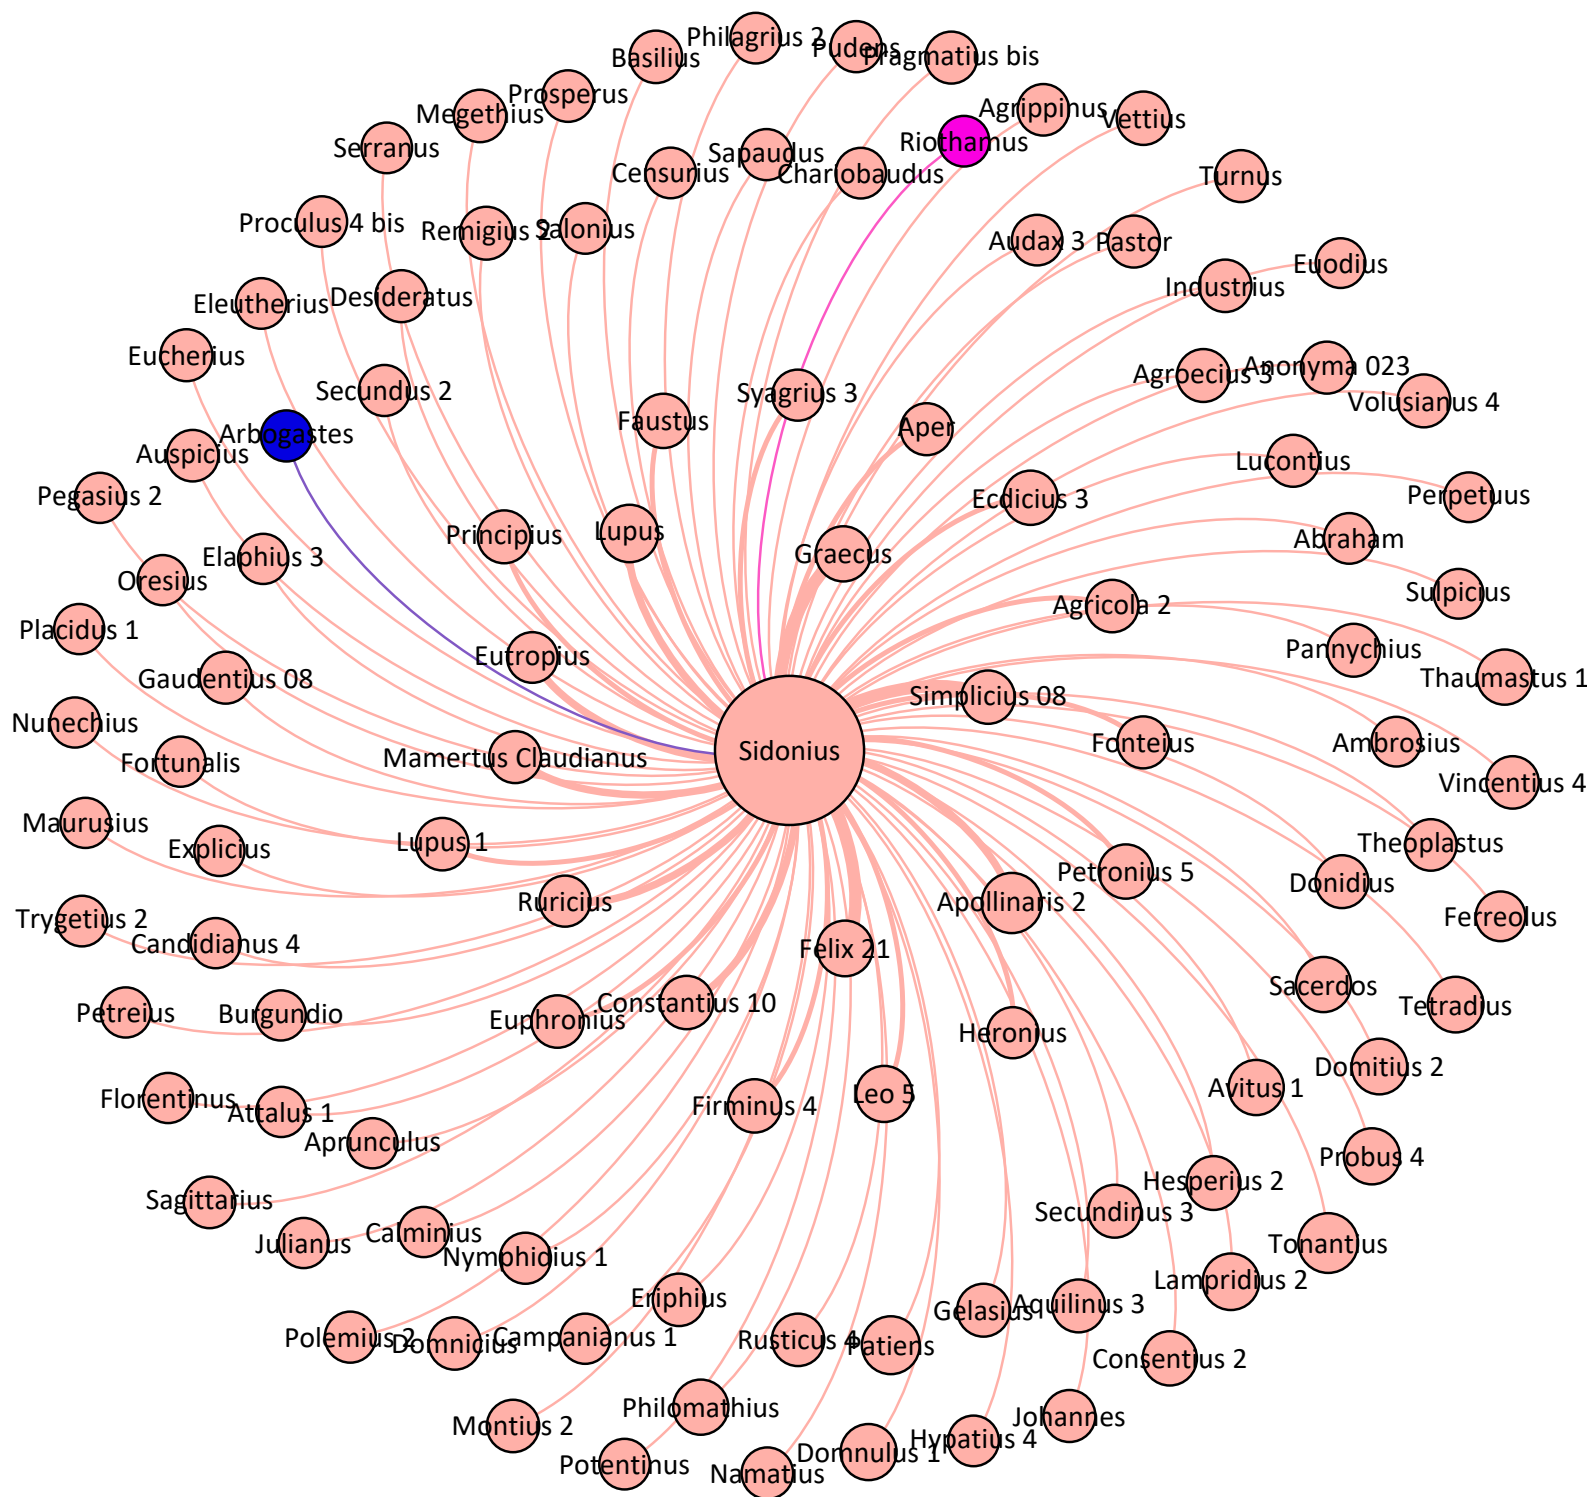 Philagrius 2
Pudens
Pragmatius bis
Basilius
Prosperus
Megethius
Agrippinus
Vettius
Riothamus
Serranus
Sapaudus
Censurius
Chariobaudus
Turnus
Proculus 4 bis
Remigius 2
Salonius
Audax 3
Pastor
Euodius
Industrius
Eleutherius
Desideratus
Eucherius
Secundus 2
Syagrius 3
Agroecius 3
Anonyma 023
Volusianus 4
Faustus
Aper
Arbogastes
Auspicius
Lucontius
Pegasius 2
Perpetuus
Ecdicius 3
Principius
Lupus
Graecus
Abraham
Elaphius 3
Oresius
Sulpicius
Agricola 2
Placidus 1
Eutropius
Pannychius
Thaumastus 1
Gaudentius 08
Simplicius 08
Nunechius
Fortunalis
Mamertus Claudianus
Sidonius
Fonteius
Ambrosius
Vincentius 4
Maurusius
Explicius
Lupus 1
Theoplastus
Petronius 5
Donidius
Ruricius
Apollinaris 2
Ferreolus
Trygetius 2
Candidianus 4
Felix 21
Petreius
Burgundio
Euphronius
Constantius 10
Heronius
Sacerdos
Tetradius
Florentinus
Attalus 1
Firminus 4
Leo 5
Avitus 1
Domitius 2
Aprunculus
Probus 4
Sagittarius
Hesperius 2
Secundinus 3
Julianus
Calminius
Nymphidius 1
Tonantius
Lampridius 2
Eriphius
Gelasius
Aquilinus 3
Polemius 2
Domnicius
Campanianus 1
Rusticus 4
Patiens
Consentius 2
Philomathius
Montius 2
Johannes
Hypatius 4
Domnulus 1
Potentinus
Namatius